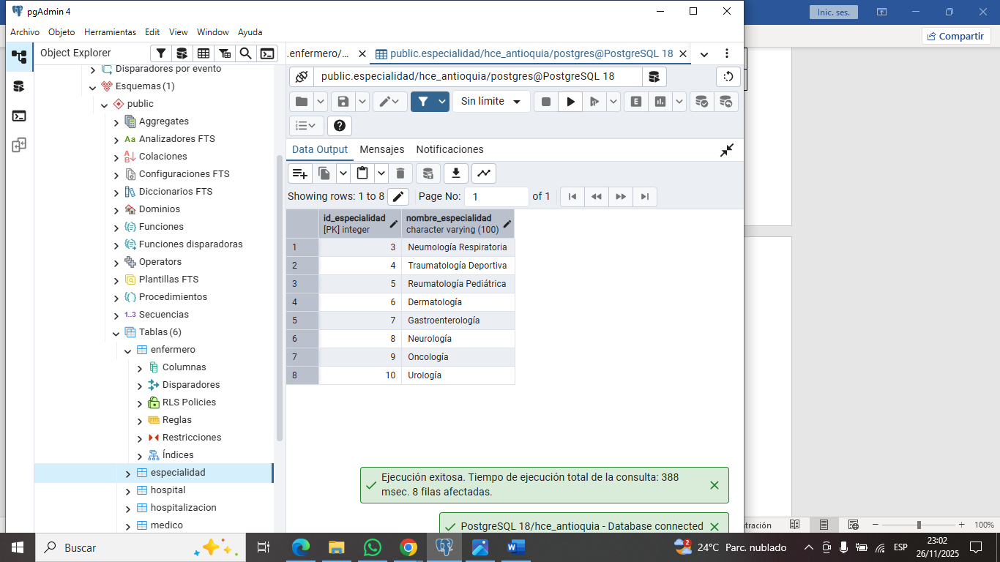 pgAdmin 4
Inic. ses.
Archivo Objeto Herramientas Edit View Window Ayuda
Compartir
Object Explorer
.enfermero/...
public.especialidad/hce_antioquia/postgres@PostgreSQL 18
public.especialidad/hce_antioquia/postgres@PostgreSQL 18
Sin límite
E
Data Output Mensajes Notificaciones
Showing rows: 1 to 8
Page No: 1 of 1
id_especialidad
[PK] integer
nombre_especialidad
character varying (100)
1 3 Neumología Respiratoria
2 4 Traumatología Deportiva
3 5 Reumatología Pediátrica
4 6 Dermatología
5 7 Gastroenterología
6 8 Neurología
7 9 Oncología
8 10 Urología
Disparadores por evento
Esquemas (1)
public
Aggregates
Aa Analizadores FTS
Colaciones
Configuraciones FTS
Diccionarios FTS
Dominios
Funciones
Funciones disparadoras
Operators
Plantillas FTS
Procedimientos
1..3 Secuencias
Tablas (6)
enfermero
Columnas
Disparadores
RLS Policies
Reglas
Restricciones
Índices
especialidad
hospital
hospitalizacion
medico
Ejecución exitosa. Tiempo de ejecución total de la consulta: 388
msec. 8 filas afectadas.
PostgreSQL 18/hce_antioquia - Database connected
100%
Buscar
24°C Parc. nublado
ESP
23:02
26/11/2025